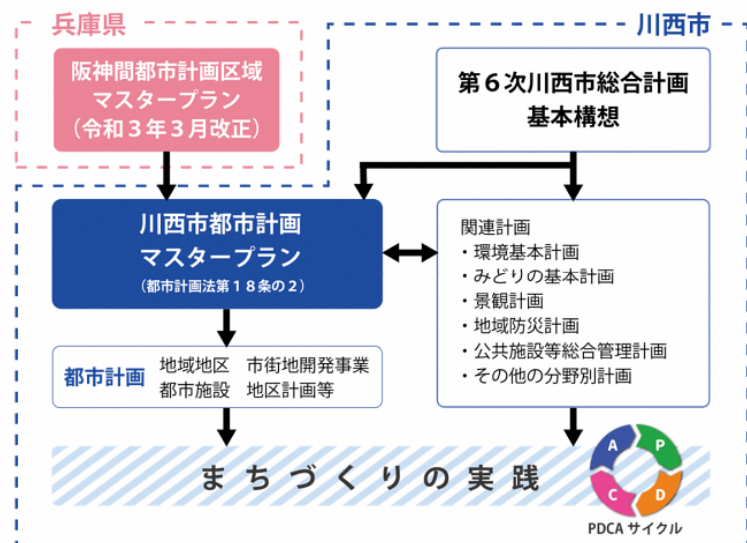 兵庫県
川西市
阪神間都市計画区域
マスタープラン
（令和３年３月改正）
第６次川西市総合計画
基本構想
川西市都市計画
マスタープラン
（都市計画法第１８条の２）
関連計画
・環境基本計画
・みどりの基本計画
・景観計画
・地域防災計画
・公共施設等総合管理計画
・その他の分野別計画
都市計画
地域地区　市街地開発事業
都市施設　地区計画等
まちづくりの実践
A
P
C
D
PDCA サイクル